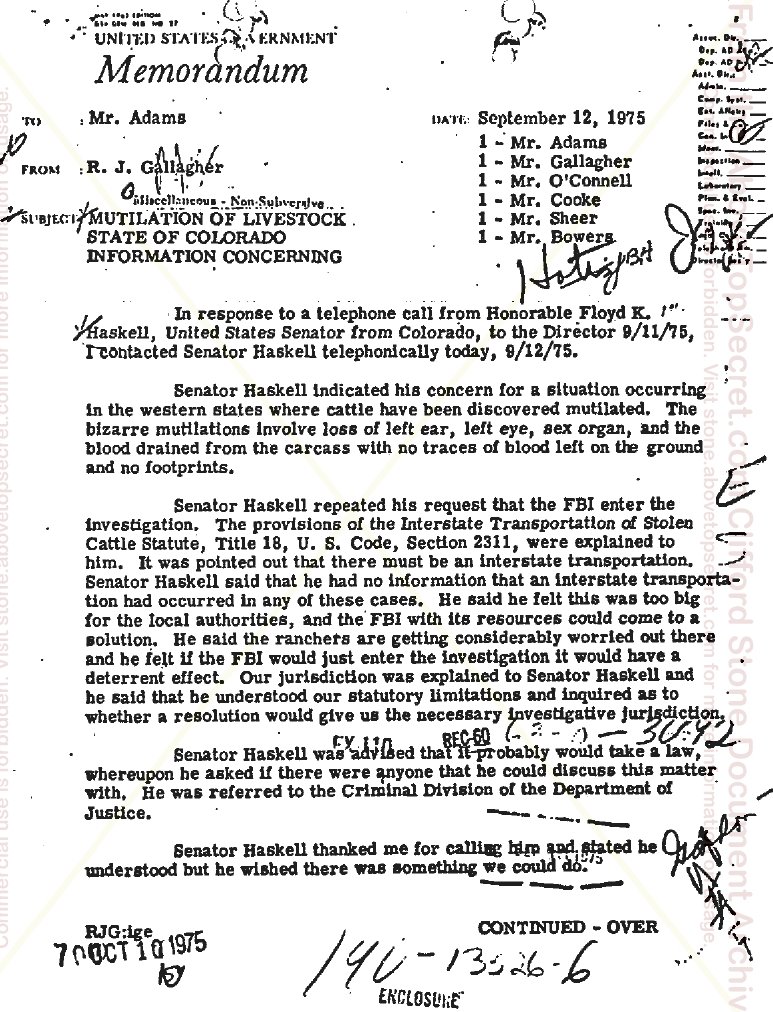 UNITED STATES GOVERNMENT
Memorandum
TO : Mr. Adams
DATE: September 12, 1975
1 - Mr. Adams
1 - Mr. Gallagher
1 - Mr. O'Connell
1 - Mr. Cooke
1 - Mr. Sheer
1 - Mr. Bowers
FROM : R. J. Gallagher
Miscellaneous - Non-Subversive
SUBJECT: MUTILATION OF LIVESTOCK
STATE OF COLORADO
INFORMATION CONCERNING
Assoc. Dir.
Dep. AD
Dep. AD
Asst. Dir.:
Admin.
Comp. Syst.
Ext. Affairs
Files &
Gen. Inv.
Ident.
Inspection
Intell.
Laboratory
Plan. & Eval.
Spec. Inv.
Training
In response to a telephone call from Honorable Floyd K.
Haskell, United States Senator from Colorado, to the Director 9/11/75,
I contacted Senator Haskell telephonically today, 9/12/75.
Senator Haskell indicated his concern for a situation occurring
in the western states where cattle have been discovered mutilated. The
bizarre mutilations involve loss of left ear, left eye, sex organ, and the
blood drained from the carcass with no traces of blood left on the ground
and no footprints.
Senator Haskell repeated his request that the FBI enter the
investigation. The provisions of the Interstate Transportation of Stolen
Cattle Statute, Title 18, U. S. Code, Section 2311, were explained to
him. It was pointed out that there must be an interstate transportation.
Senator Haskell said that he had no information that an interstate transporta-
tion had occurred in any of these cases. He said he felt this was too big
for the local authorities, and the FBI with its resources could come to a
solution. He said the ranchers are getting considerably worried out there
and he felt if the FBI would just enter the investigation it would have a
deterrent effect. Our jurisdiction was explained to Senator Haskell and
he said that he understood our statutory limitations and inquired as to
whether a resolution would give us the necessary investigative jurisdiction.
EX 110
REC-60
Senator Haskell was advised that it probably would take a law,
whereupon he asked if there were anyone that he could discuss this matter
with. He was referred to the Criminal Division of the Department of
Justice.
Senator Haskell thanked me for calling him and stated he
understood but he wished there was something we could do.
RJG:ige
CONTINUED - OVER
OCT 10 1975
140-13526-6
ENCLOSURE